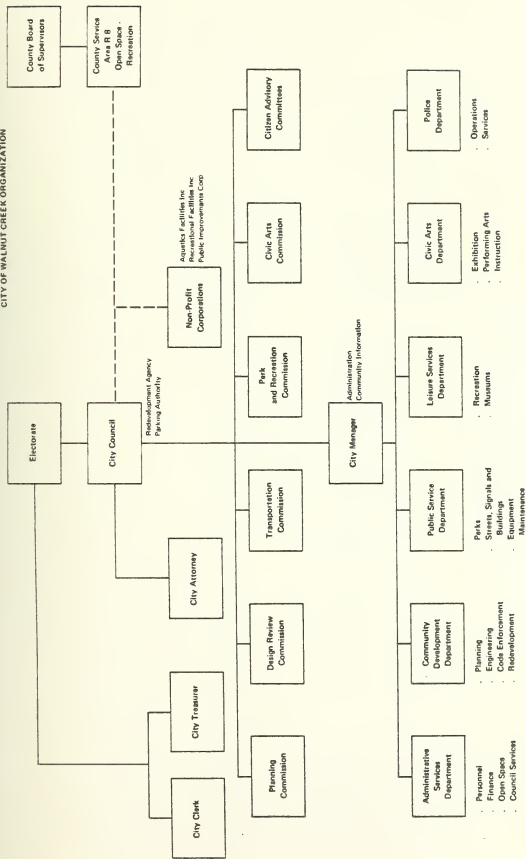 CITY OF WALNUT CREEK ORGANIZATION
Electorate
County Board
of Supervisors
City Council
Redevelopment Agency
Parking Authority
County Service
Area R 8
Open Space -
Recreation
City Clerk
City Treasurer
City Attorney
Non-Profit
Corporations
Aquatics Facilities Inc
Recreational Facilities Inc
Public Improvements Corp
Planning
Commission
Design Review
Commission
Transportation
Commission
Park
and Recreation
Commission
Civic Arts
Commission
Citizen Advisory
Committees
City Manager
Administration
Community Information
Administrative
Services
Department
. Personnel
. Finance
. Open Space
. Council Services
Community
Development
Department
. Planning
. Engineering
. Code Enforcement
. Redevelopment
Public Service
Department
. Parks
. Streets, Signals and
Buildings
. Equipment
Maintenance
Leisure Services
Department
. Recreation
. Museums
Civic Arts
Department
. Exhibition
. Performing Arts
. Instruction
Police
Department
. Operations
. Services